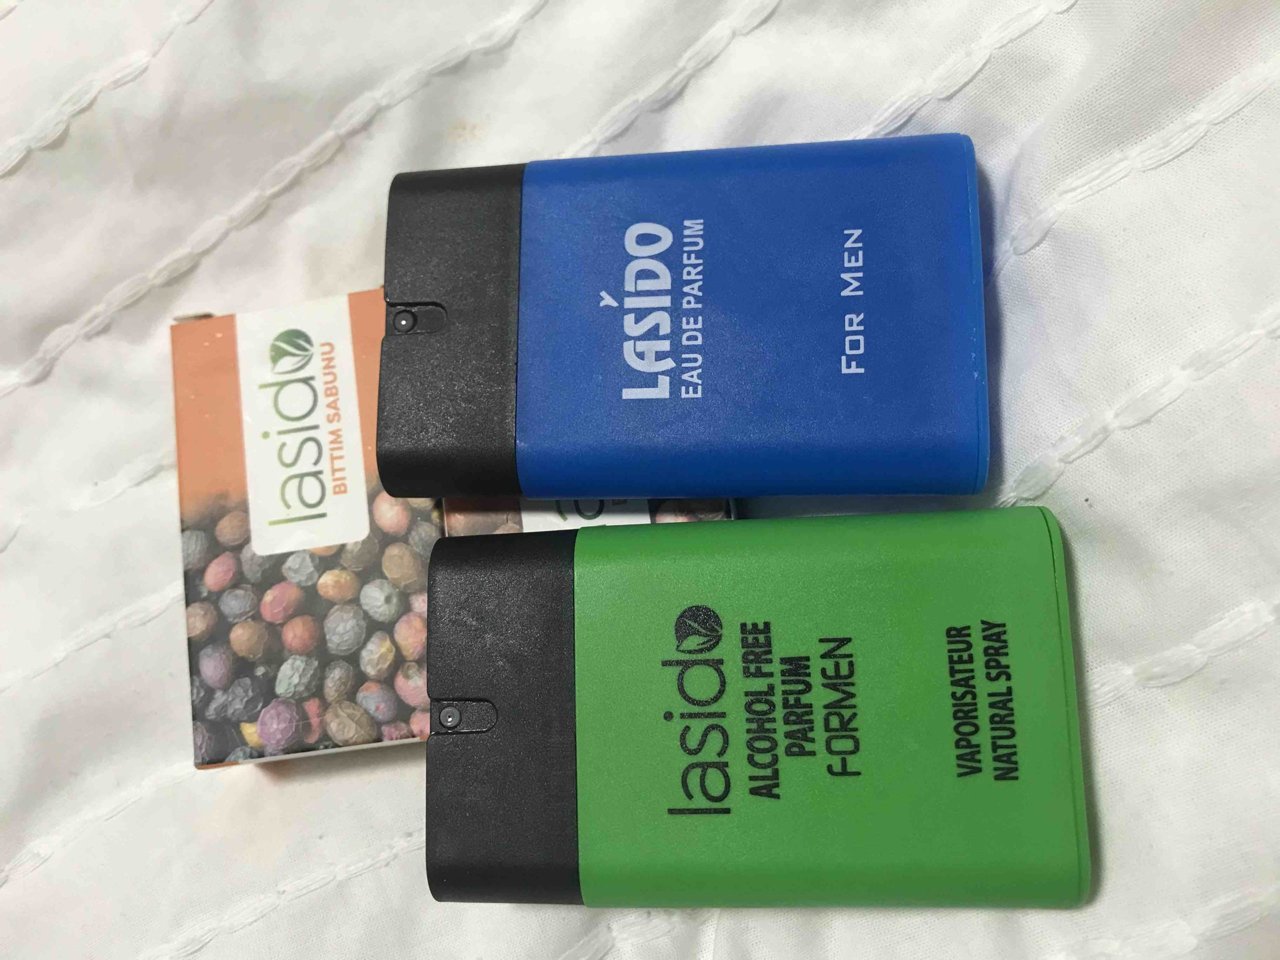 lasido
BITTIM SABUNU
LASİDO
EAU DE PARFUM
FOR MEN
lasido
ALCOHOL FREE
PARFUM
FORMEN
VAPORISATEUR
NATURAL SPRAY